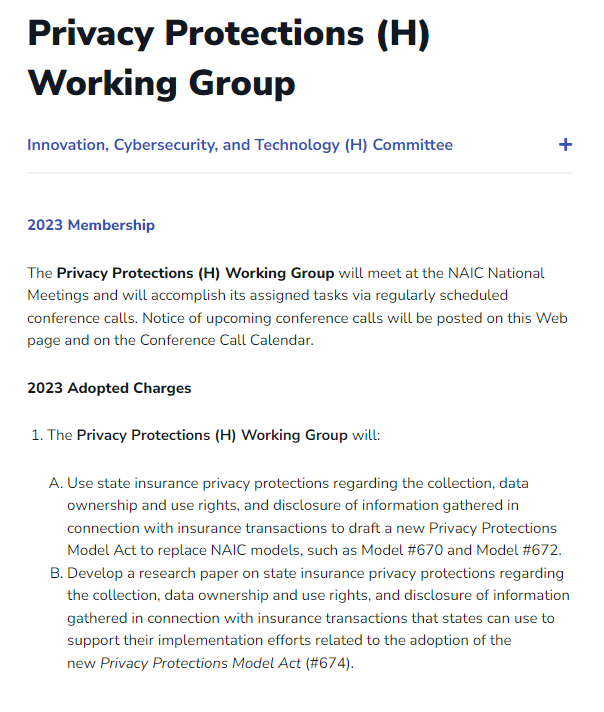 Privacy Protections (H)
Working Group
Innovation, Cybersecurity, and Technology (H) Committee +
2023 Membership
The Privacy Protections (H) Working Group will meet at the NAIC National
Meetings and will accomplish its assigned tasks via regularly scheduled
conference calls. Notice of upcoming conference calls will be posted on this Web
page and on the Conference Call Calendar.
2023 Adopted Charges
1. The Privacy Protections (H) Working Group will:
A. Use state insurance privacy protections regarding the collection, data
ownership and use rights, and disclosure of information gathered in
connection with insurance transactions to draft a new Privacy Protections
Model Act to replace NAIC models, such as Model #670 and Model #672.
B. Develop a research paper on state insurance privacy protections regarding
the collection, data ownership and use rights, and disclosure of information
gathered in connection with insurance transactions that states can use to
support their implementation efforts related to the adoption of the
new Privacy Protections Model Act (#674).